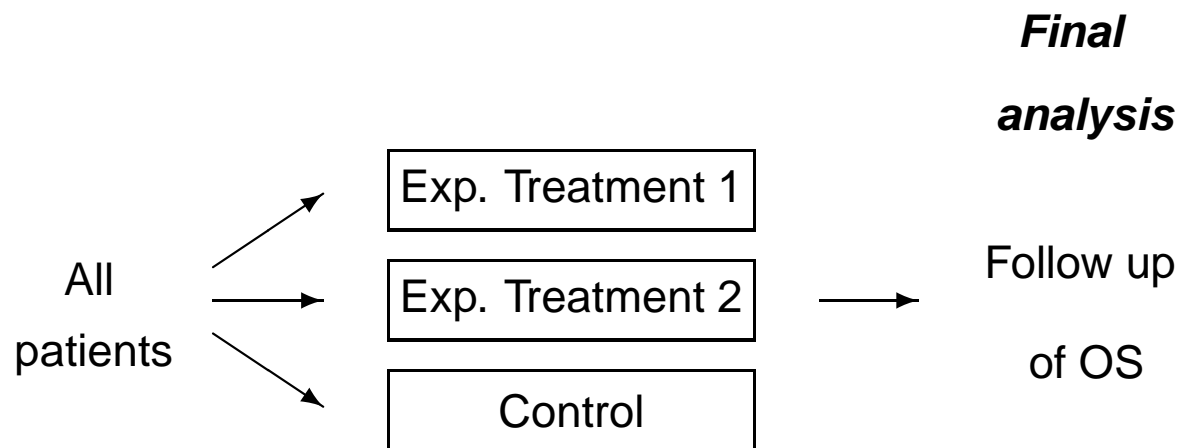 Final
analysis
Exp. Treatment 1
All
patients
Exp. Treatment 2
Control
Follow up
of OS